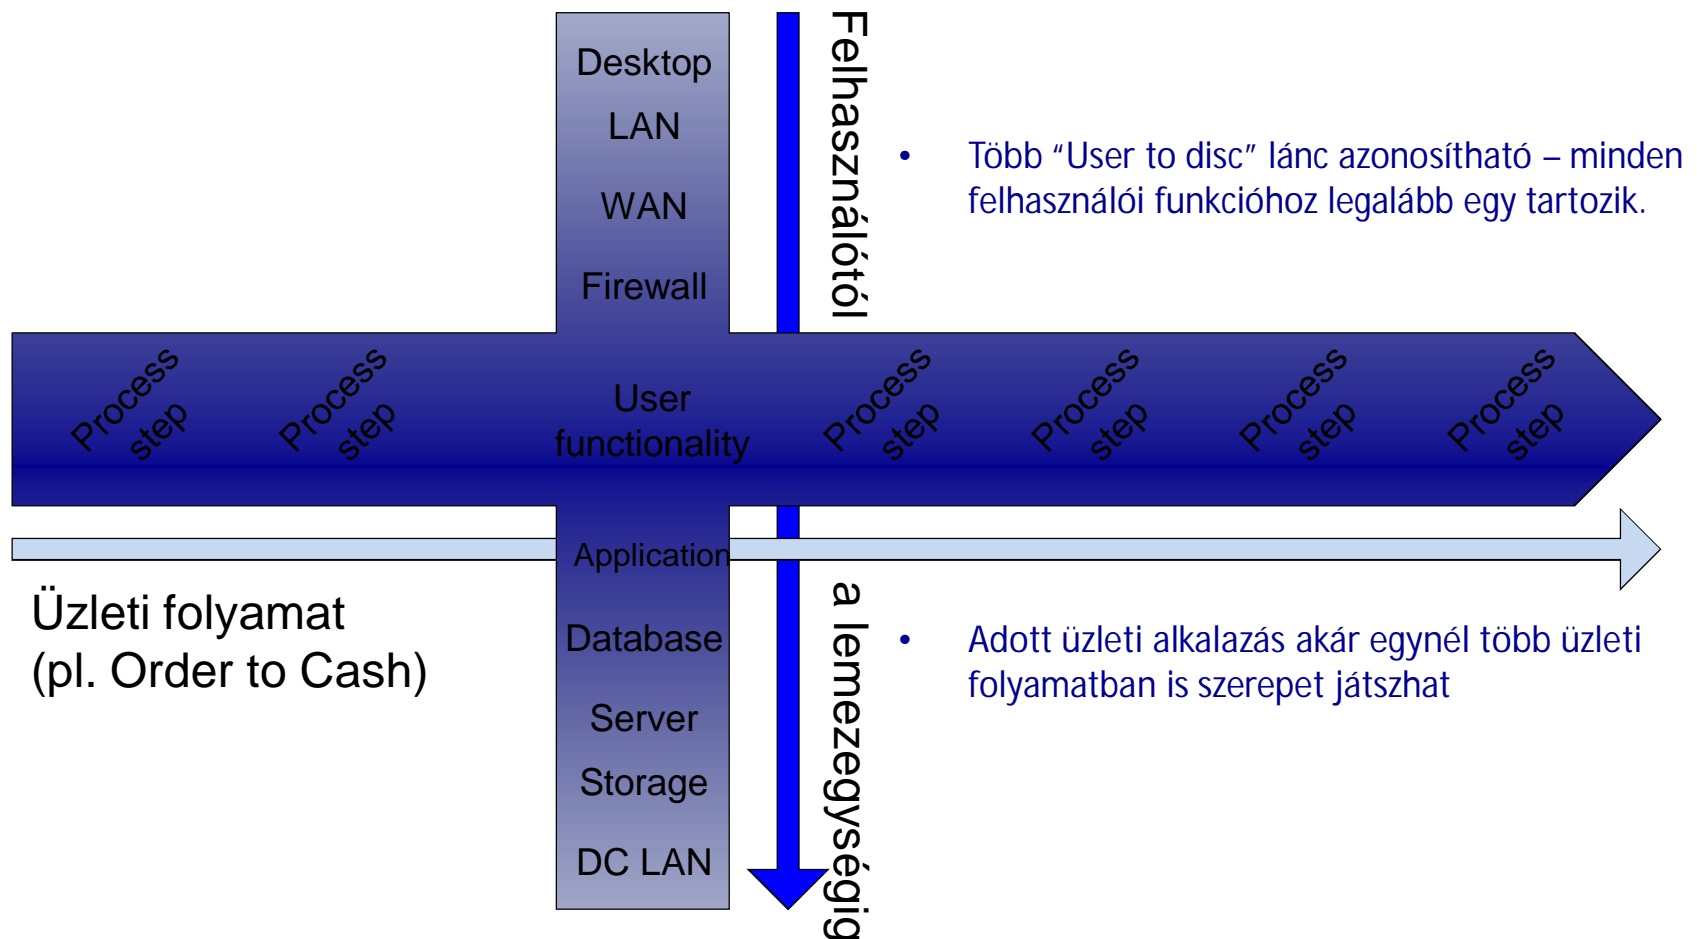 Desktop
LAN
WAN
Firewall
Felhasználótól
• Több “User to disc” lánc azonosítható – minden
felhasználói funkcióhoz legalább egy tartozik.
Process
step
Process
step
User
functionality
Process
step
Process
step
Process
step
Process
step
Application
Database
Server
Storage
DC LAN
a lemezegységig
Üzleti folyamat
(pl. Order to Cash)
• Adott üzleti alkalazás akár egynél több üzleti
folyamatban is szerepet játszhat